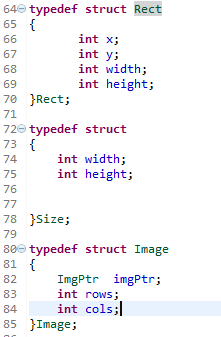 64 typedef struct Rect
65 {
66 int x;
67 int y;
68 int width;
69 int height;
70 }Rect;
71
72 typedef struct
73 {
74 int width;
75 int height;
76
77
78 }Size;
79
80 typedef struct Image
81 {
82 ImgPtr imgPtr;
83 int rows;
84 int cols;
85 }Image;